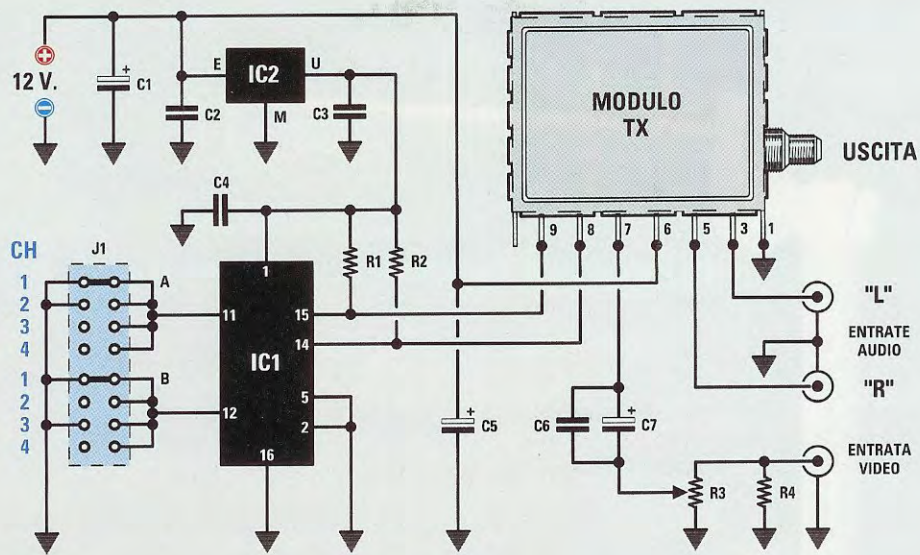 12 V.
C1
C2
E
IC2
U
M
C3
MODULO
TX
USCITA
9
8
7
6
5
3
1
C4
R1
R2
CH
J1
1
2
3
4
1
2
3
4
A
B
1
11
12
15
14
5
2
16
IC1
+
C5
C6
+
C7
R3
R4
"L"
ENTRATE
AUDIO
"R"
ENTRATA
VIDEO
+